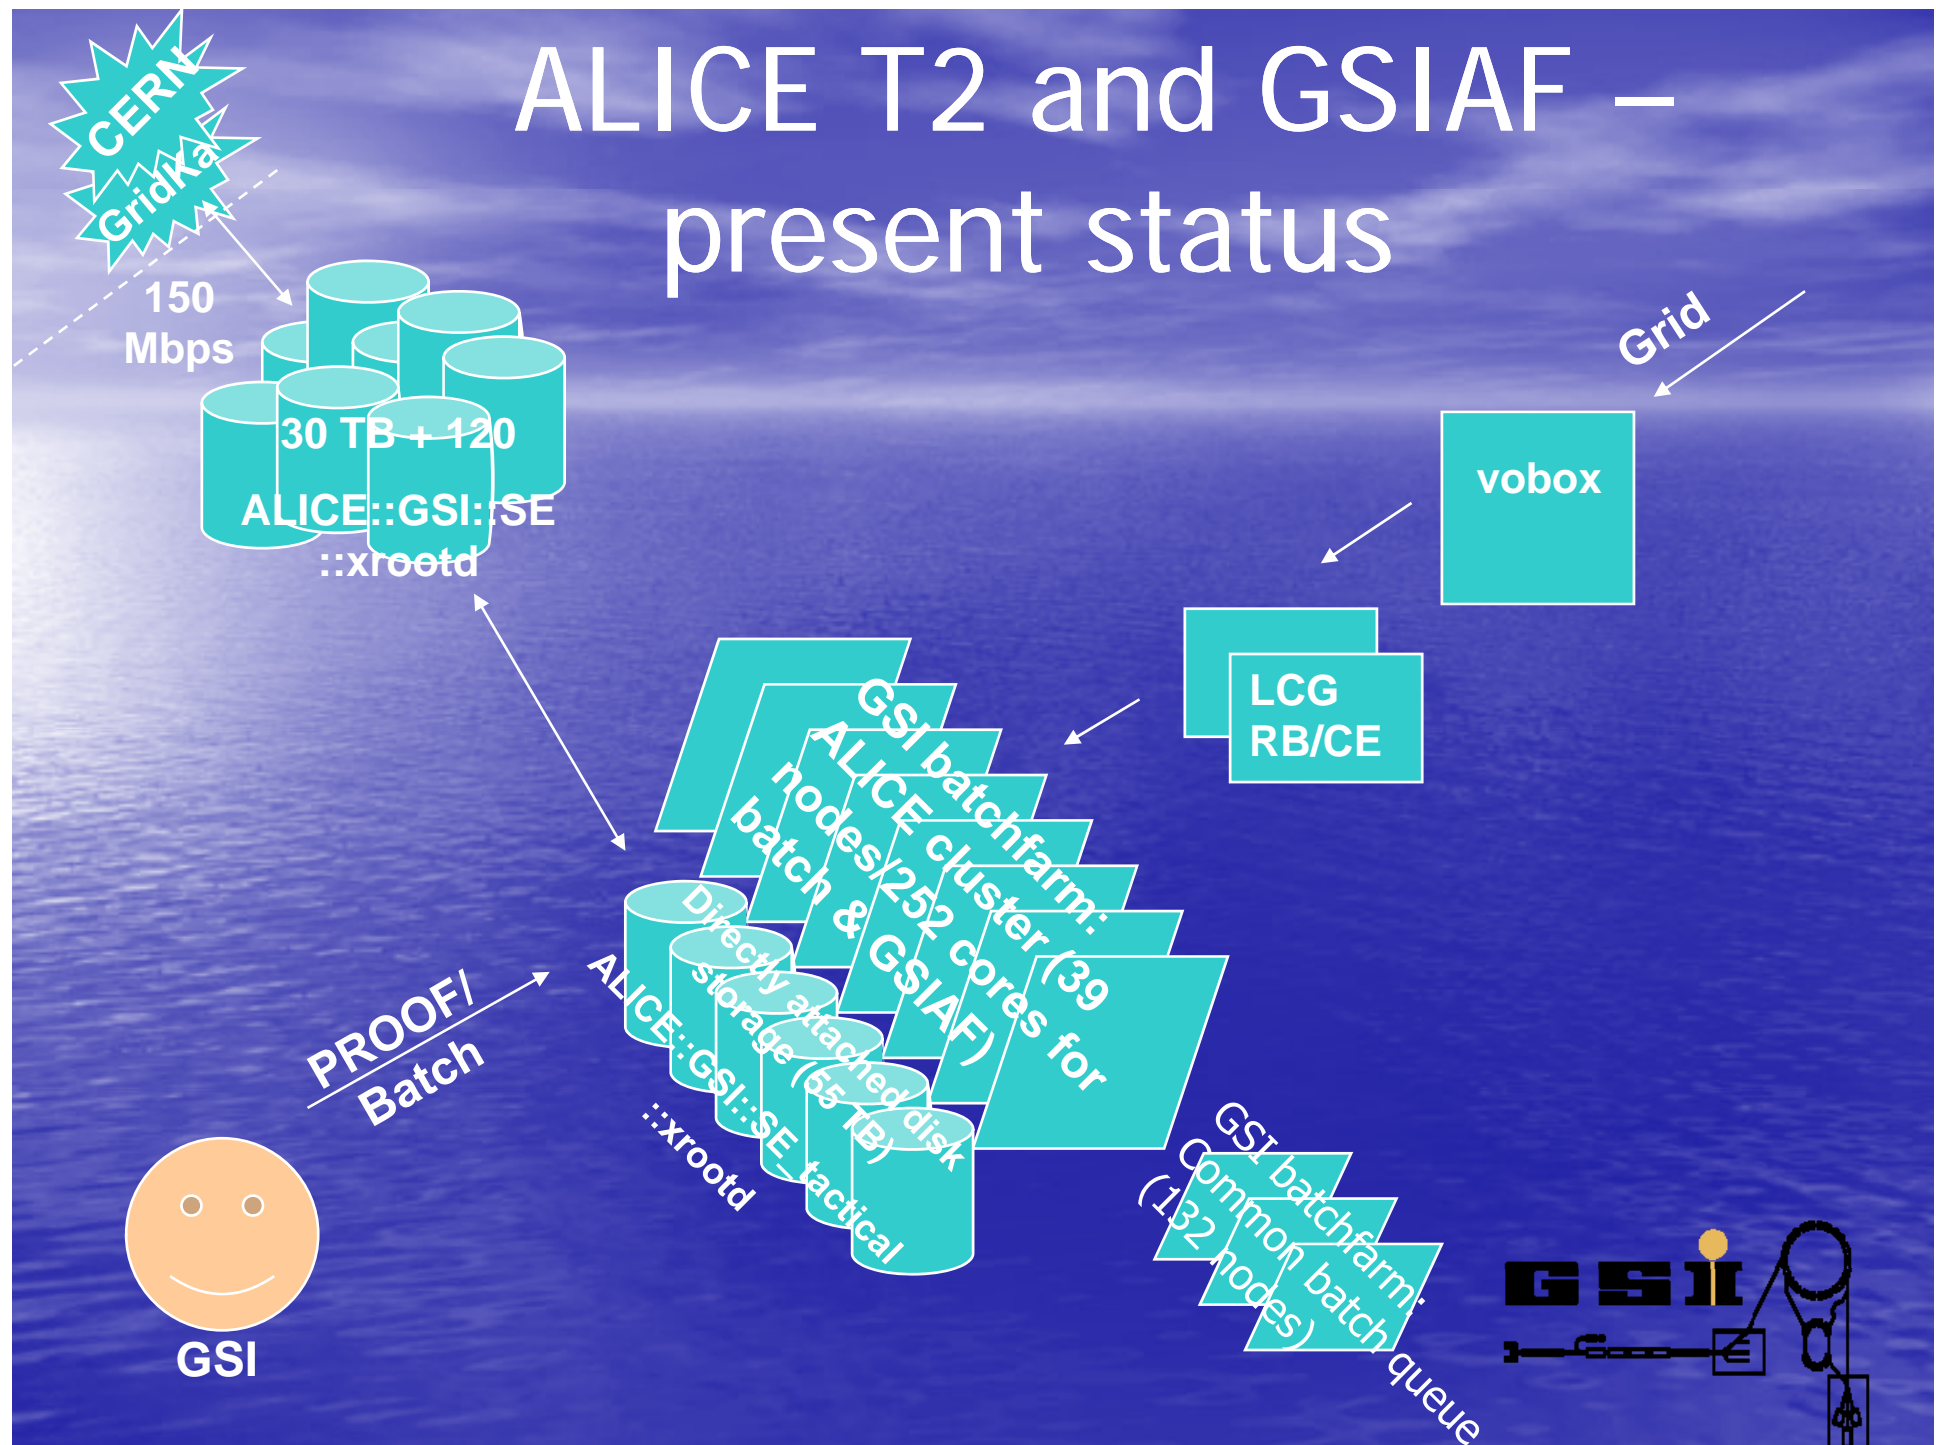 ALICE T2 and GSIAF –
present status
CERN
GridKa
150
Mbps
30 TB + 120
ALICE::GSI::SE
::xrootd
Grid
vobox
LCG
RB/CE
GSI batchfarm:
ALICE cluster (39
nodes/252 cores for
batch & GSIAF)
Directly attached disk
storage (55 TB)
ALICE::GSI::SE_tactical
::xrootd
PROOF/
Batch
GSI
GSI batchfarm:
Common batch queue
(132 nodes)
GSI